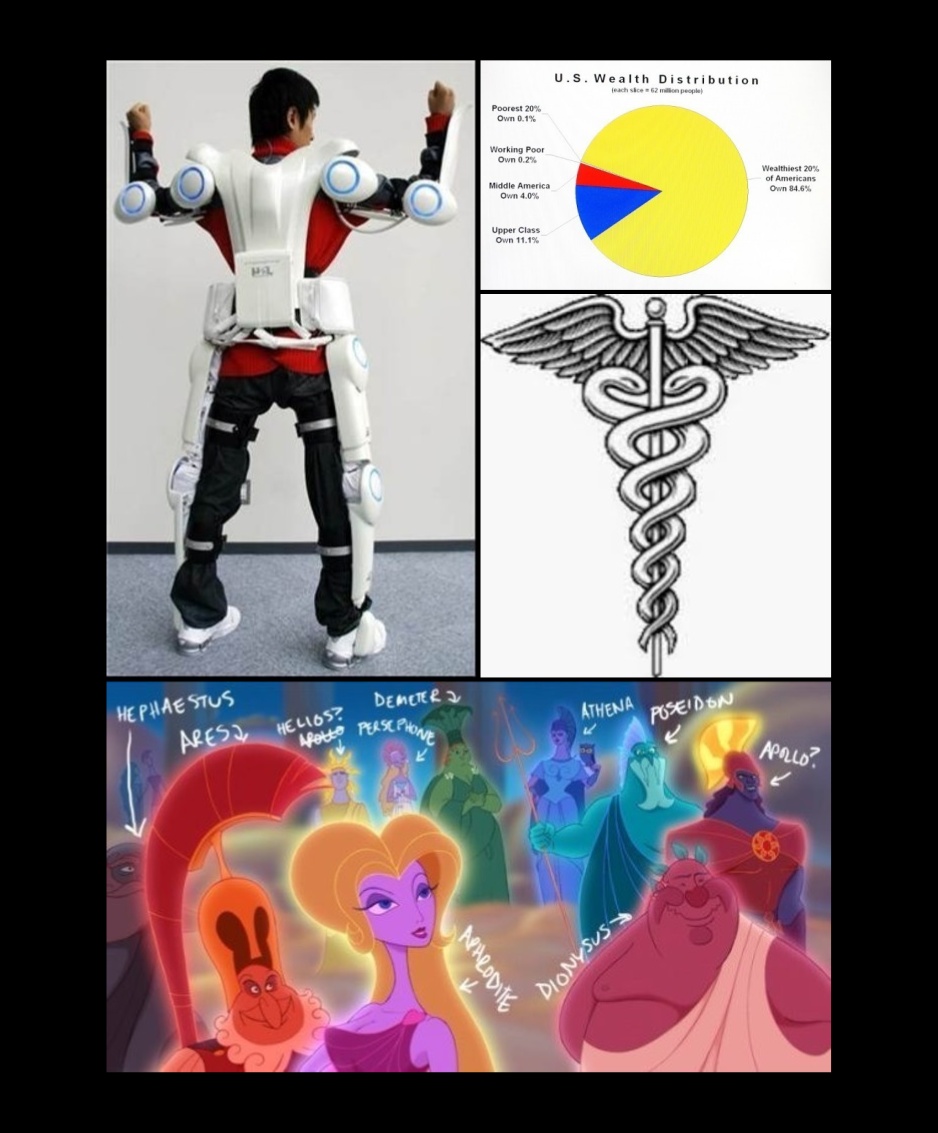 U.S. Wealth Distribution
(each slice = 62 million people)
Poorest 20%
Own 0.1%
Working Poor
Own 0.2%
Middle America
Own 4.0%
Upper Class
Own 11.1%
Wealthiest 20%
of Americans
Own 84.6%
HEPHAESTUS
ARES
HELIOS?
APOLLO
DEMETER
PERSEPHONE
ATHENA
POSEIDON
APOLLO?
APHRODITE
DIONYSUS